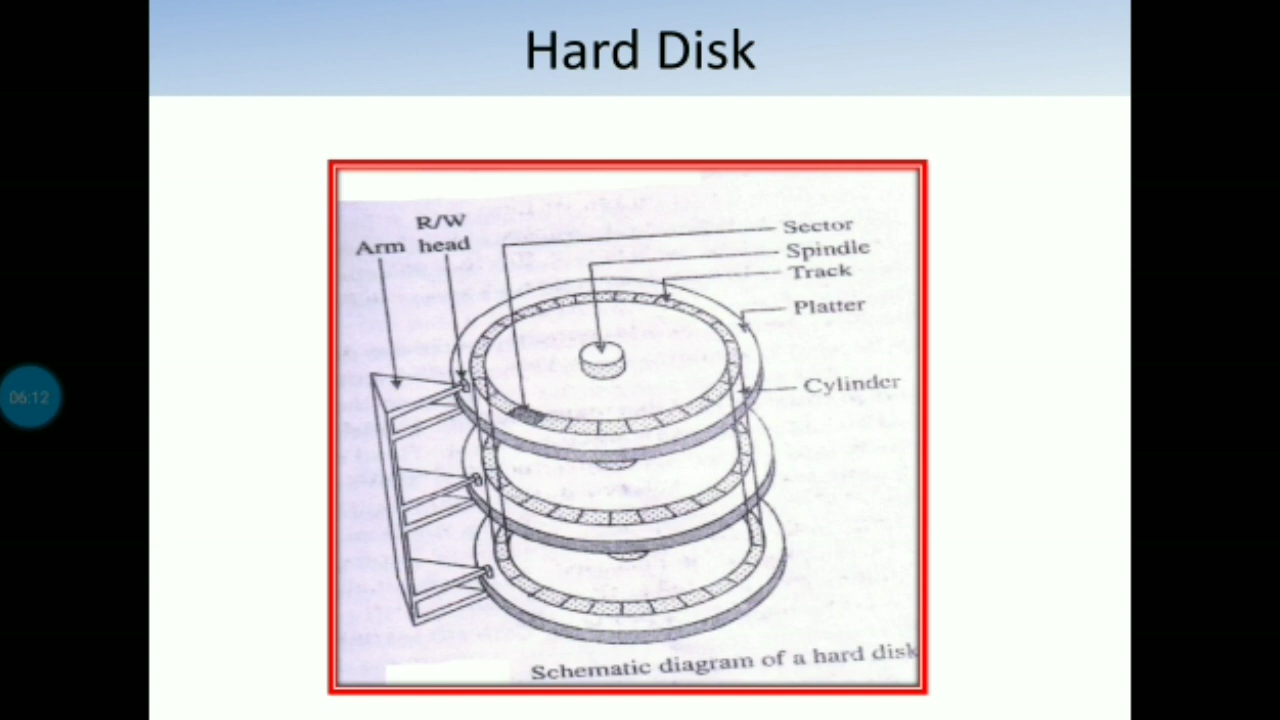 Hard Disk
R/W
Arm head
Sector
Spindle
Track
Platter
Cylinder
06:12
Schematic diagram of a hard disk